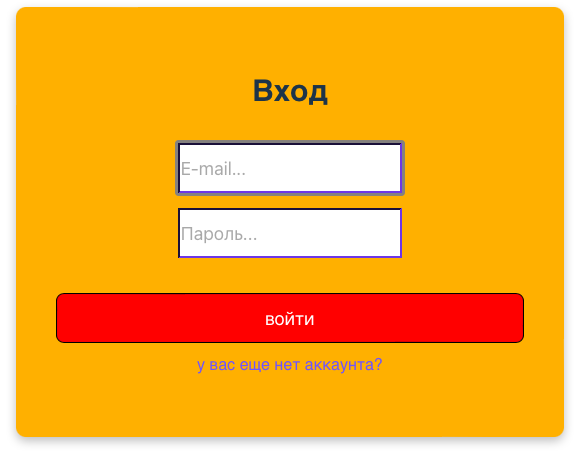 Вход
E-mail...
Пароль...
войти
у вас еще нет аккаунта?